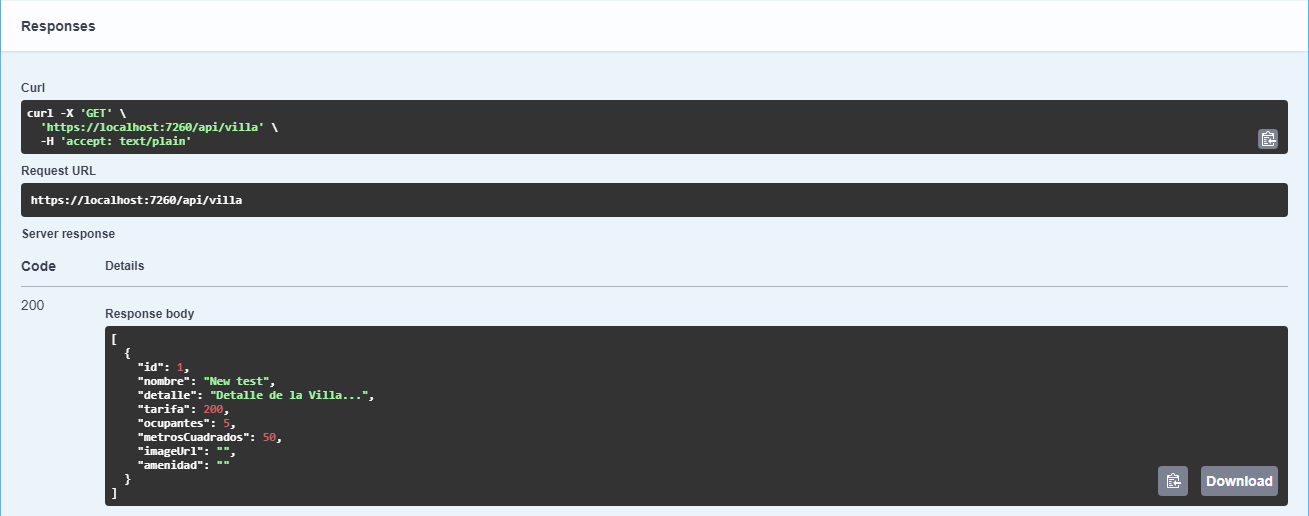 Responses
Curl
curl -X 'GET' \
  'https://localhost:7260/api/villa' \
  -H 'accept: text/plain'
Request URL
https://localhost:7260/api/villa
Server response
Code Details
200
Response body
[
  {
    "id": 1,
    "nombre": "New test",
    "detalle": "Detalle de la Villa...",
    "tarifa": 200,
    "ocupantes": 5,
    "metrosCuadrados": 50,
    "imageUrl": "",
    "amenidad": ""
  }
]
Download